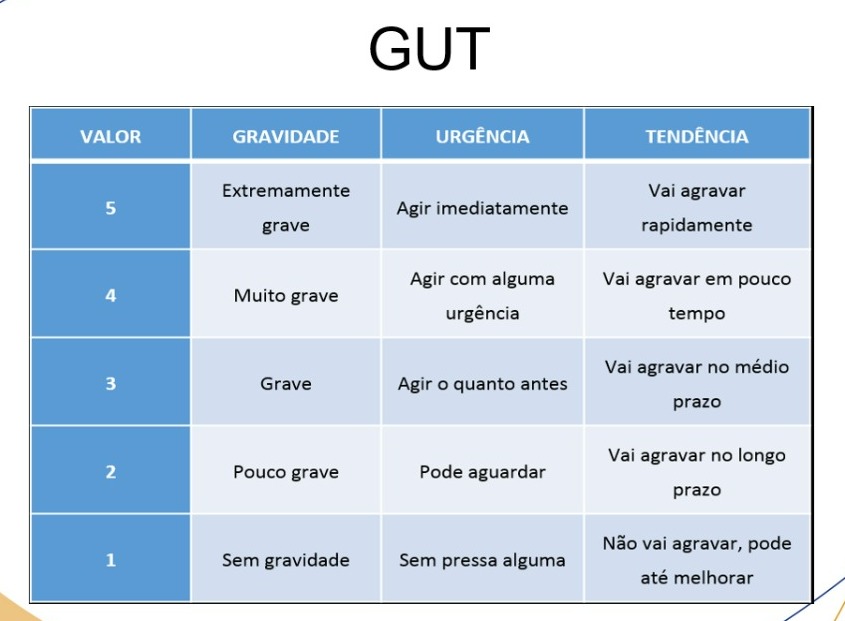 GUT
VALOR GRAVIDADE URGÊNCIA TENDÊNCIA
5 Extremamente grave Agir imediatamente Vai agravar rapidamente
4 Muito grave Agir com alguma urgência Vai agravar em pouco tempo
3 Grave Agir o quanto antes Vai agravar no médio prazo
2 Pouco grave Pode aguardar Vai agravar no longo prazo
1 Sem gravidade Sem pressa alguma Não vai agravar, pode até melhorar